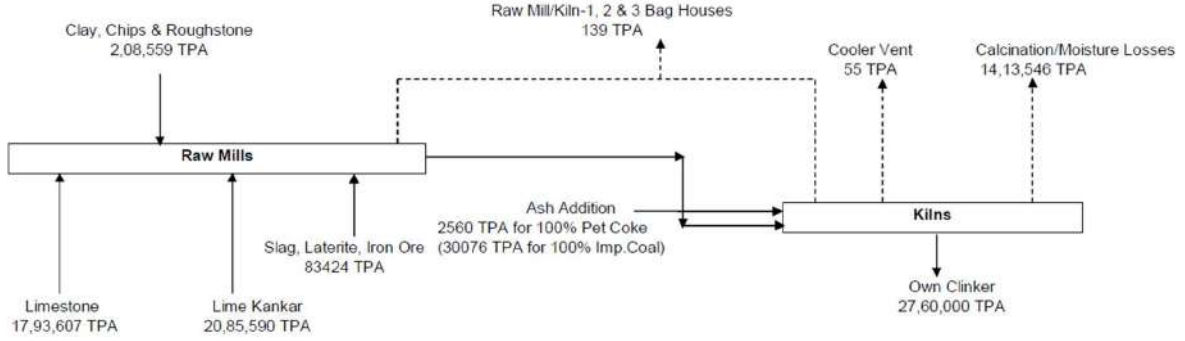 Raw Mill/Kiln-1, 2 & 3 Bag Houses
139 TPA
Clay, Chips & Roughstone
2,08,559 TPA
Cooler Vent
55 TPA
Calcination/Moisture Losses
14,13,546 TPA
Raw Mills
Ash Addition
2560 TPA for 100% Pet Coke
(30076 TPA for 100% Imp.Coal)
Kilns
Slag, Laterite, Iron Ore
83424 TPA
Limestone
17,93,607 TPA
Lime Kankar
20,85,590 TPA
Own Clinker
27,60,000 TPA